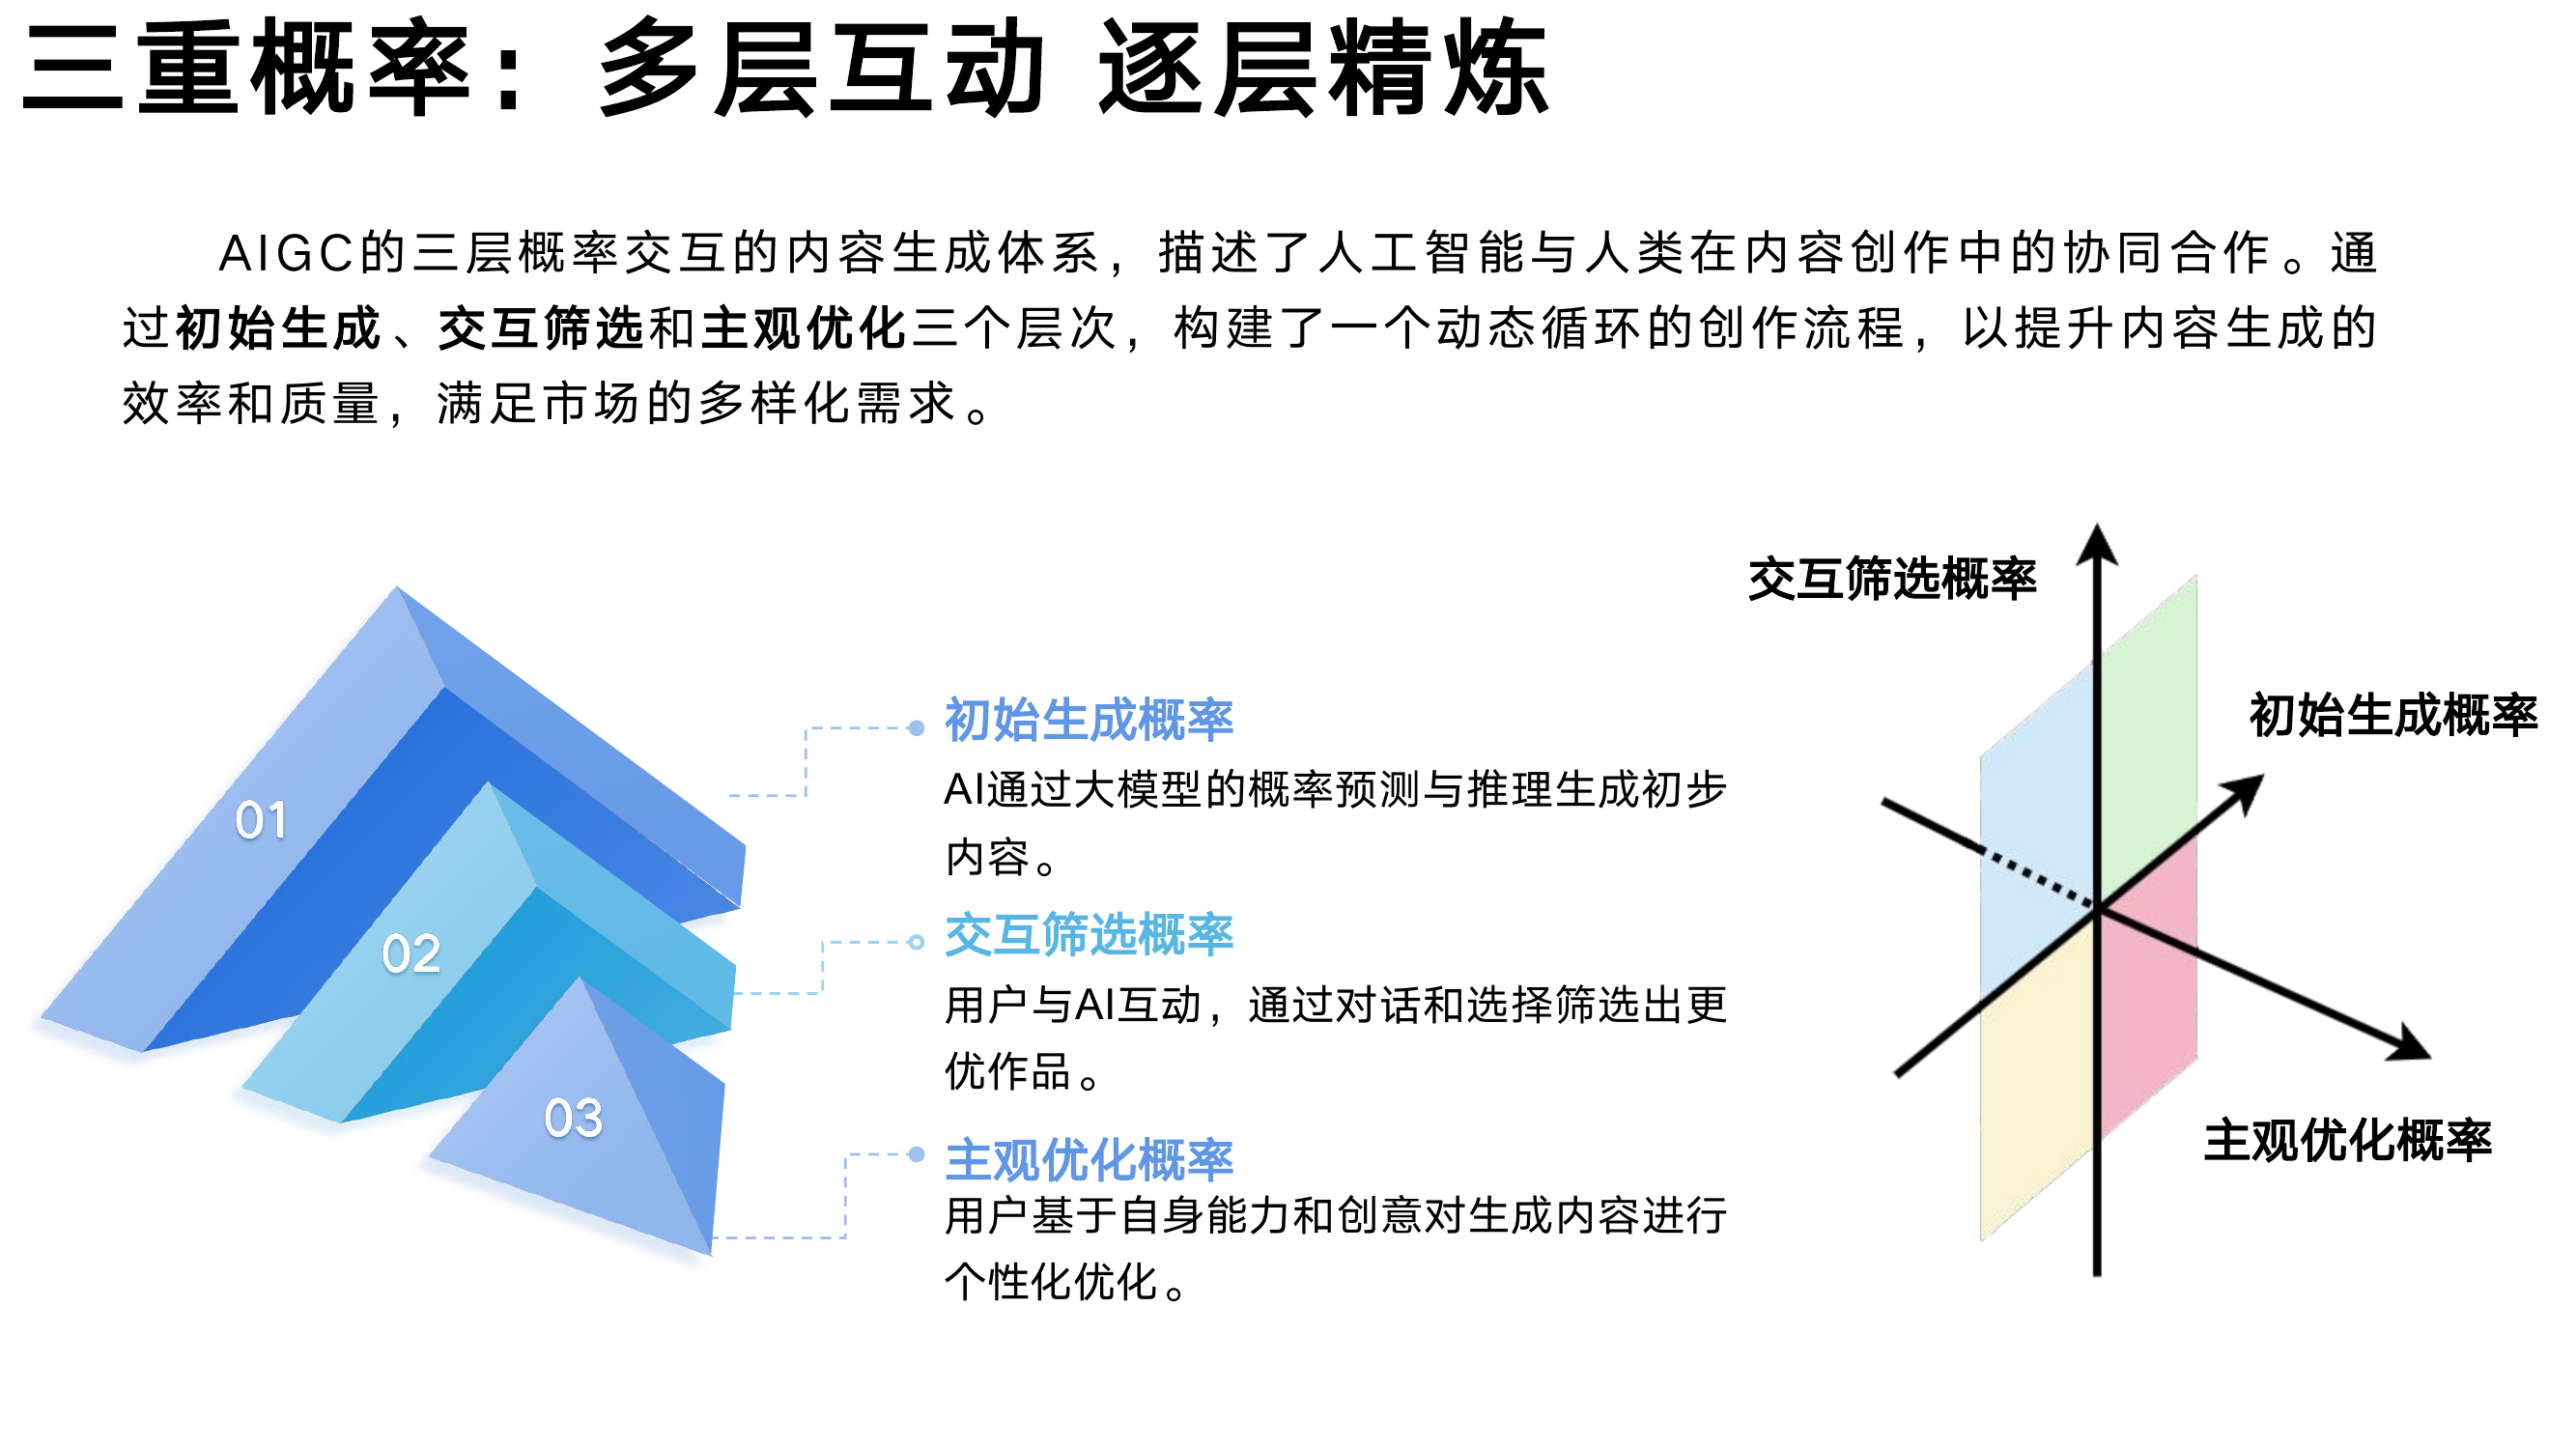 三重概率：多层互动 逐层精炼
AIGC的三层概率交互的内容生成体系，描述了人工智能与人类在内容创作中的协同合作。通
过初始生成、交互筛选和主观优化三个层次，构建了一个动态循环的创作流程，以提升内容生成的
效率和质量，满足市场的多样化需求。
01
02
03
初始生成概率
AI通过大模型的概率预测与推理生成初步
内容。
交互筛选概率
用户与AI互动，通过对话和选择筛选出更
优作品。
主观优化概率
用户基于自身能力和创意对生成内容进行
个性化优化。
交互筛选概率
初始生成概率
主观优化概率